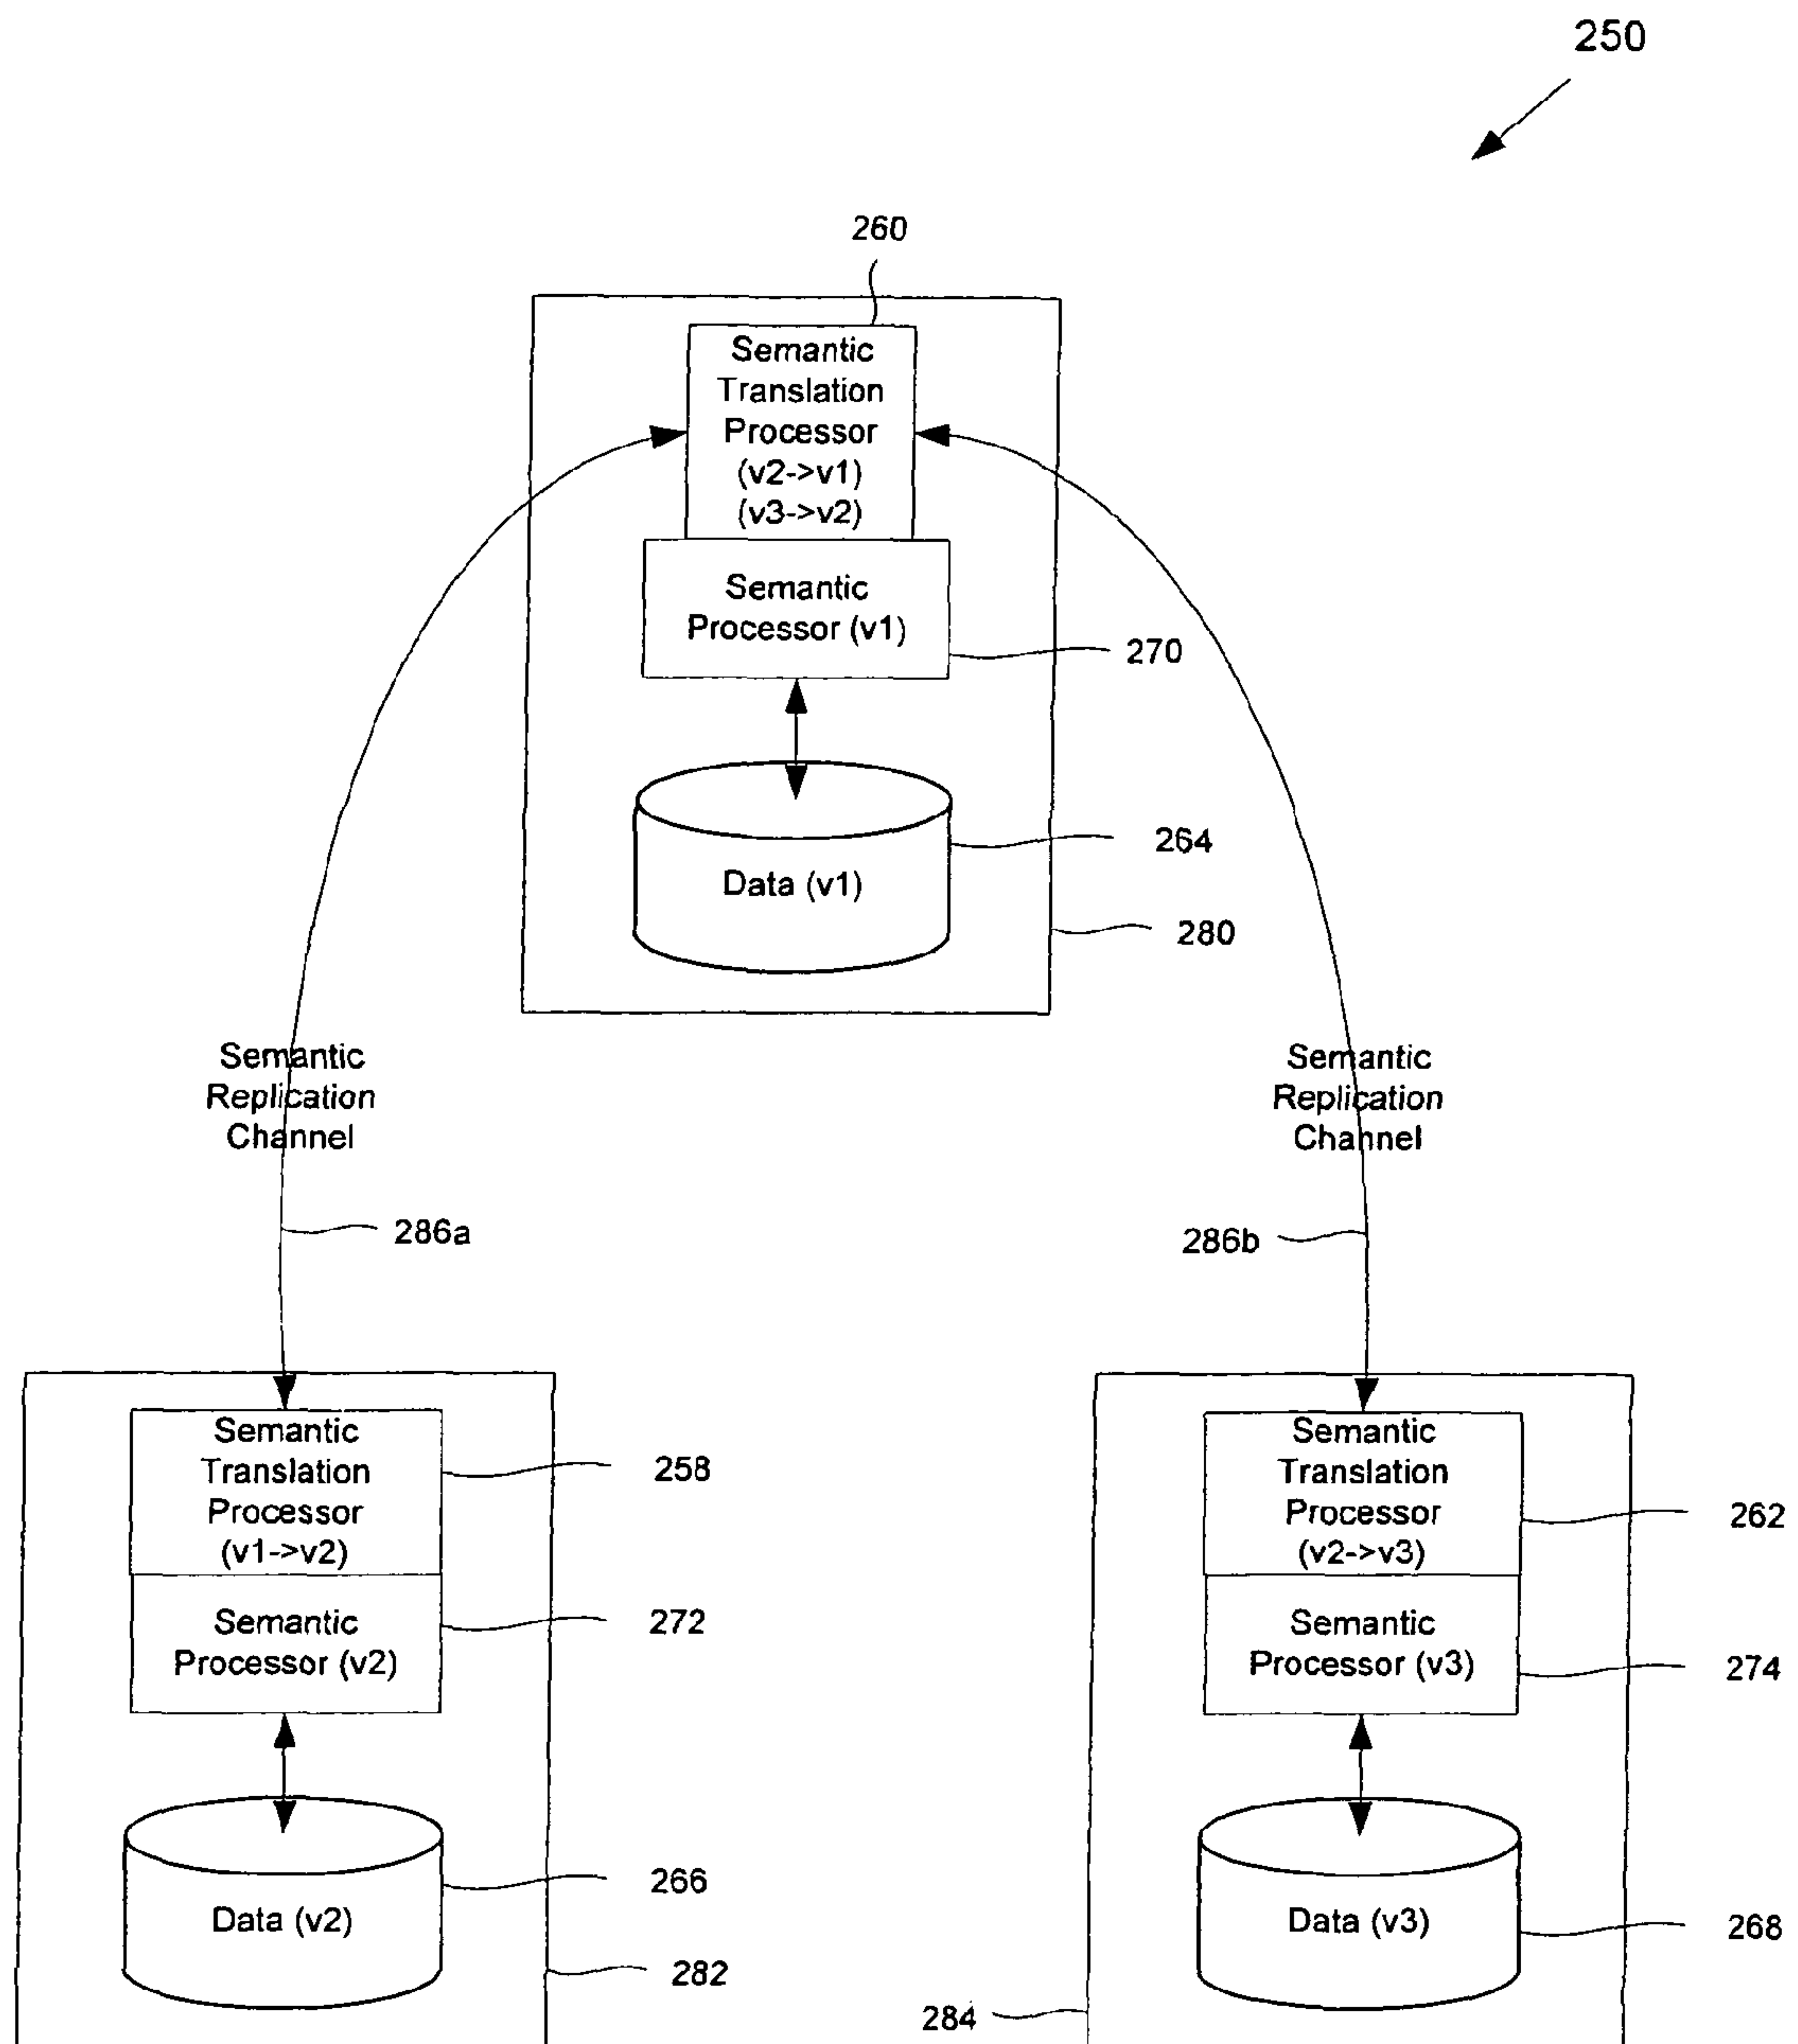 250
260
Semantic
Translation
Processor
(v2->v1)
(v3->v2)
Semantic
Processor (v1)
270
264
Data (v1)
280
Semantic
Replication
Channel
Semantic
Replication
Channel
286a
286b
Semantic
Translation
Processor
(v1->v2)
258
Semantic
Processor (v2)
272
266
Data (v2)
282
Semantic
Translation
Processor
(v2->v3)
262
Semantic
Processor (v3)
274
Data (v3)
268
284